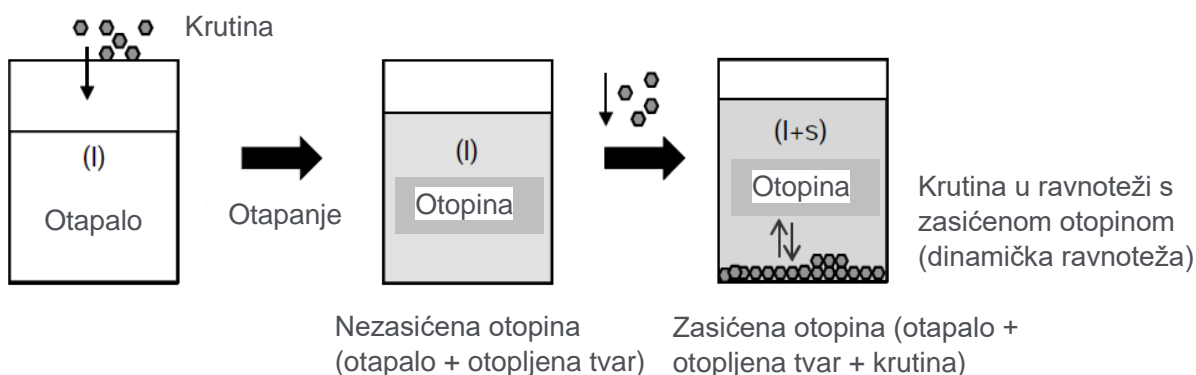 Krutina
(l)
Otapalo
Otapanje
(l)
Otopina
(l+s)
Otopina
Krutina u ravnoteži s
zasićenom otopinom
(dinamička ravnoteža)
Nezasićena otopina
(otapalo + otopljena tvar)
Zasićena otopina (otapalo +
otopljena tvar + krutina)